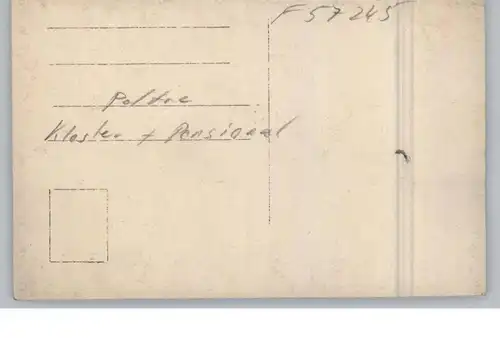 F 57245
Peltre
Kloster + Pensionat